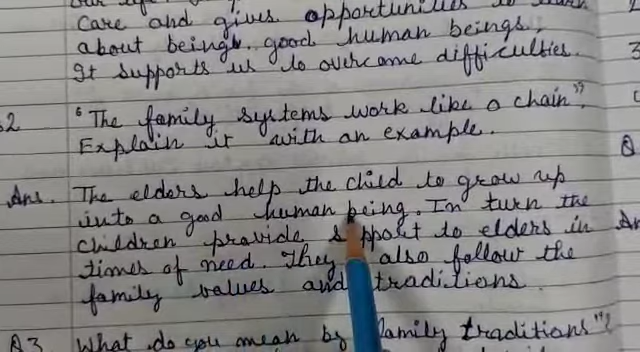 care and gives opportunities to
about being good human beings,
It supports us to overcome difficulties.
2 "The family systems work like a chain".
Explain it with an example.
Ans. The elders help the child to grow up
into a good human being. In turn the
children provide support to elders in
times of need. They also follow the
family values and traditions.
Q3 What do you mean by family traditions"?